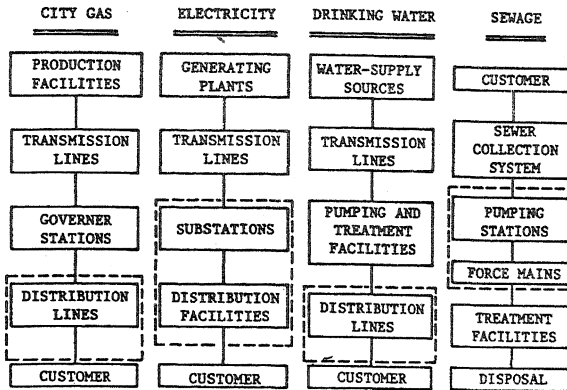 CITY GAS
PRODUCTION
FACILITIES
TRANSMISSION
LINES
GOVERNER
STATIONS
DISTRIBUTION
LINES
CUSTOMER
ELECTRICITY
GENERATING
PLANTS
TRANSMISSION
LINES
SUBSTATIONS
DISTRIBUTION
FACILITIES
CUSTOMER
DRINKING WATER
WATER-SUPPLY
SOURCES
TRANSMISSION
LINES
PUMPING AND
TREATMENT
FACILITIES
DISTRIBUTION
LINES
CUSTOMER
SEWAGE
CUSTOMER
SEWER
COLLECTION
SYSTEM
PUMPING
STATIONS
FORCE MAINS
TREATMENT
FACILITIES
DISPOSAL